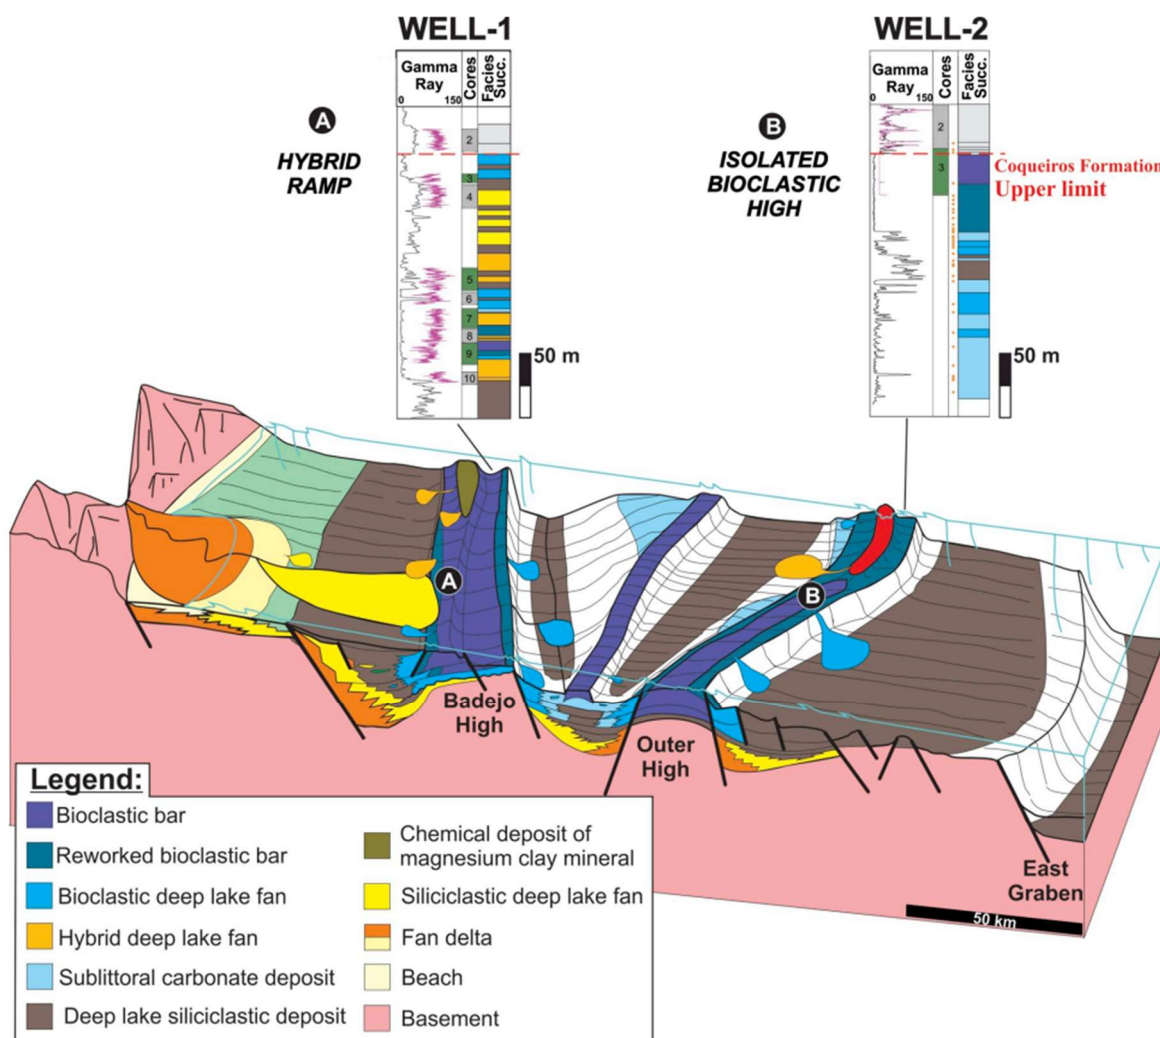 WELL-1
Gamma
Ray
Cores
Facies
Succ.
0 150
2
3
4
5
6
7
8
9
10
50 m
A
HYBRID
RAMP
WELL-2
Gamma
Ray
Cores
Facies
Succ.
0 150
2
3
50 m
B
ISOLATED
BIOCLASTIC
HIGH
Coqueiros Formation
Upper limit
A
B
Badejo
High
Outer
High
East
Graben
50 km
Legend:
Bioclastic bar
Reworked bioclastic bar
Bioclastic deep lake fan
Hybrid deep lake fan
Sublittoral carbonate deposit
Deep lake siliciclastic deposit
Chemical deposit of
magnesium clay mineral
Siliciclastic deep lake fan
Fan delta
Beach
Basement